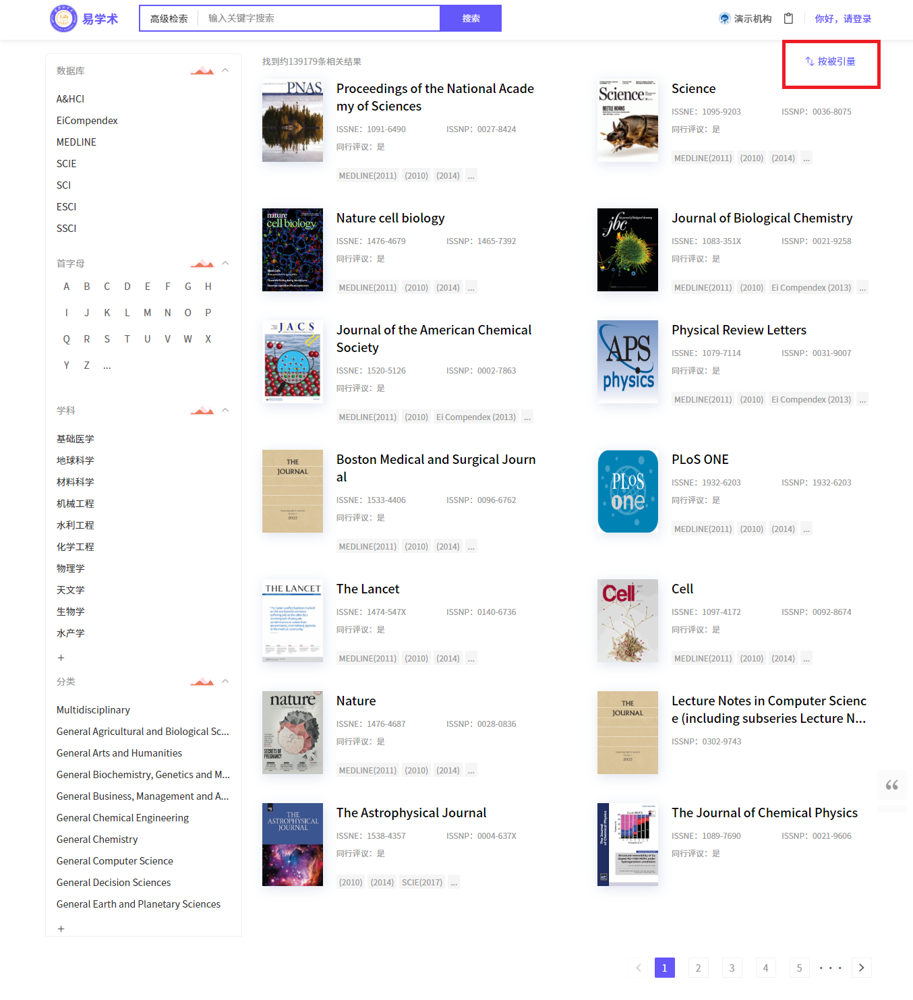 易学术
高级检索
输入关键字搜索
搜索
演示机构
你好，请登录
数据库
A&HCI
EiCompendex
MEDLINE
SCIE
SCI
ESCI
SSCI
首字母
A B C D E F G H
I J K L M N O P
Q R S T U V W X
Y Z ...
学科
基础医学
地球科学
材料科学
机械工程
水利工程
化学工程
物理学
天文学
生物学
水产学
+
分类
Multidisciplinary
General Agricultural and Biological Sc...
General Arts and Humanities
General Biochemistry, Genetics and M...
General Business, Management and A...
General Chemical Engineering
General Chemistry
General Computer Science
General Decision Sciences
General Earth and Planetary Sciences
+
找到约139179条相关结果
按被引量
PNAS
Proceedings of the National Acade
my of Sciences
ISSNE：1091-6490 ISSNP：0027-8424
同行评议：是
MEDLINE(2011) (2010) (2014) ...
Science
BEETLE HORNS
Science
ISSNE：1095-9203 ISSNP：0036-8075
同行评议：是
MEDLINE(2011) (2010) (2014) ...
nature
cell biology
Nature cell biology
ISSNE：1476-4679 ISSNP：1465-7392
同行评议：是
MEDLINE(2011) (2010) (2014) ...
jbc
Journal of Biological Chemistry
ISSNE：1083-351X ISSNP：0021-9258
同行评议：是
MEDLINE(2011) (2010) Ei Compendex (2013) ...
JACS
Journal of the American Chemical
Society
ISSNE：1520-5126 ISSNP：0002-7863
同行评议：是
MEDLINE(2011) (2010) Ei Compendex (2013) ...
APS
physics
Physical Review Letters
ISSNE：1079-7114 ISSNP：0031-9007
同行评议：是
MEDLINE(2011) (2010) Ei Compendex (2013) ...
THE
JOURNAL
2022
Boston Medical and Surgical Journ
al
ISSNE：1533-4406 ISSNP：0096-6762
同行评议：是
MEDLINE(2011) (2010) (2014) ...
PLoS
one
PLoS ONE
ISSNE：1932-6203 ISSNP：1932-6203
同行评议：是
MEDLINE(2011) (2010) (2014) ...
THE LANCET
The Lancet
ISSNE：1474-547X ISSNP：0140-6736
同行评议：是
MEDLINE(2011) (2010) (2014) ...
Cell
Cell
ISSNE：1097-4172 ISSNP：0092-8674
同行评议：是
MEDLINE(2011) (2010) (2014) ...
nature
SECRETS OF
PREGNANCY
Nature
ISSNE：1476-4687 ISSNP：0028-0836
同行评议：是
MEDLINE(2011) (2010) (2014) ...
THE
JOURNAL
2022
Lecture Notes in Computer Scienc
e (including subseries Lecture N...
ISSNP：0302-9743
THE
ASTROPHYSICAL
JOURNAL
The Astrophysical Journal
ISSNE：1538-4357 ISSNP：0004-637X
同行评议：是
(2010) (2014) SCIE(2017) ...
The Journal
of Chemical Physics
The Journal of Chemical Physics
ISSNE：1089-7690 ISSNP：0021-9606
同行评议：是
1 2 3 4 5 • • •